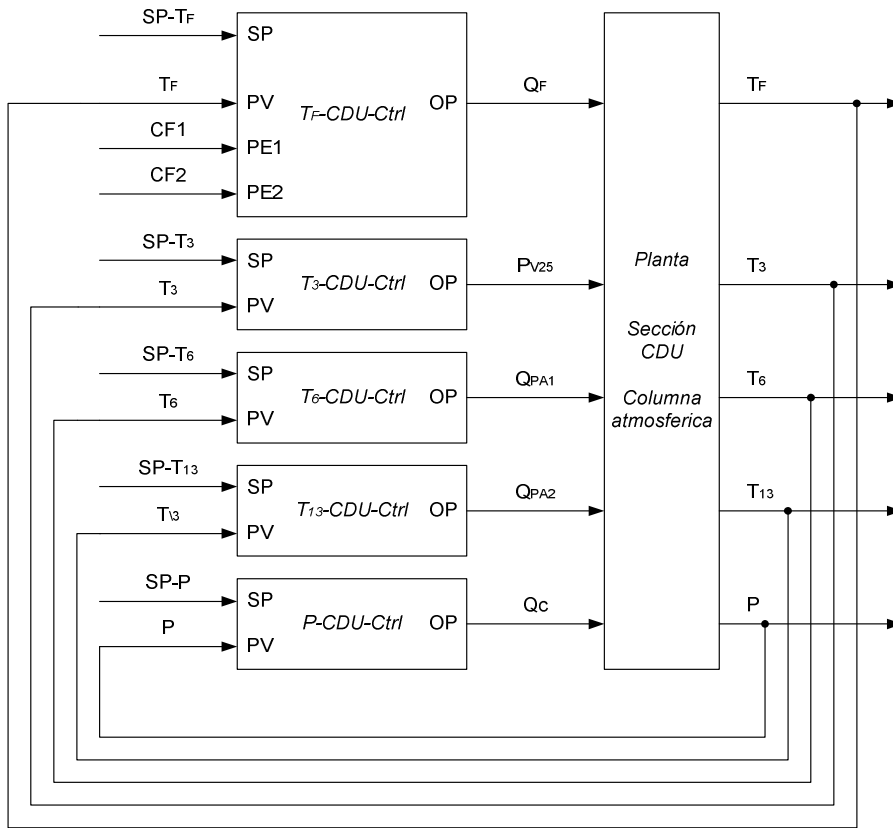 SP-TF
SP
TF
PV
CF1
PE1
CF2
PE2
TF-CDU-Ctrl
OP
QF
TF
SP-T3
SP
T3
PV
T3-CDU-Ctrl
OP
PV25
T3
SP-T6
SP
T6
PV
T6-CDU-Ctrl
OP
QPA1
T6
SP-T13
SP
T\3
PV
T13-CDU-Ctrl
OP
QPA2
T13
SP-P
SP
P
PV
P-CDU-Ctrl
OP
QC
P
Planta
Sección
CDU
Columna
atmosferica